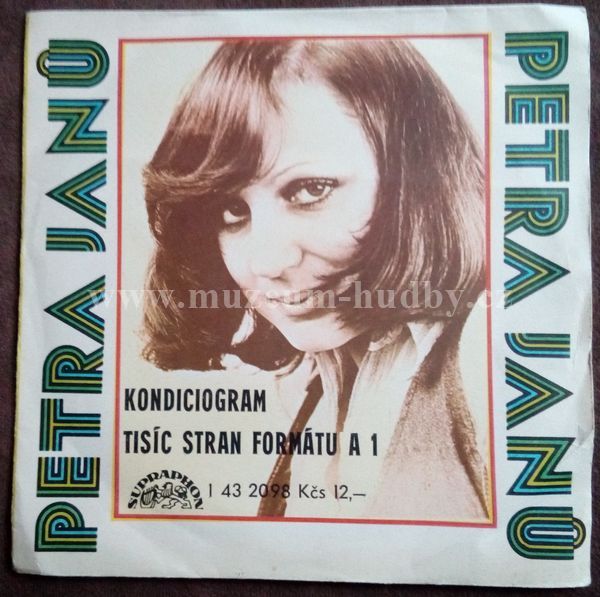 PETRA JANŮ
PETRA JANŮ
www.muzeum-hudby.cz
KONDICIOGRAM
TISÍC STRAN FORMÁTU A 1
SUPRAPHON
1 43 2098 Kčs 12,–